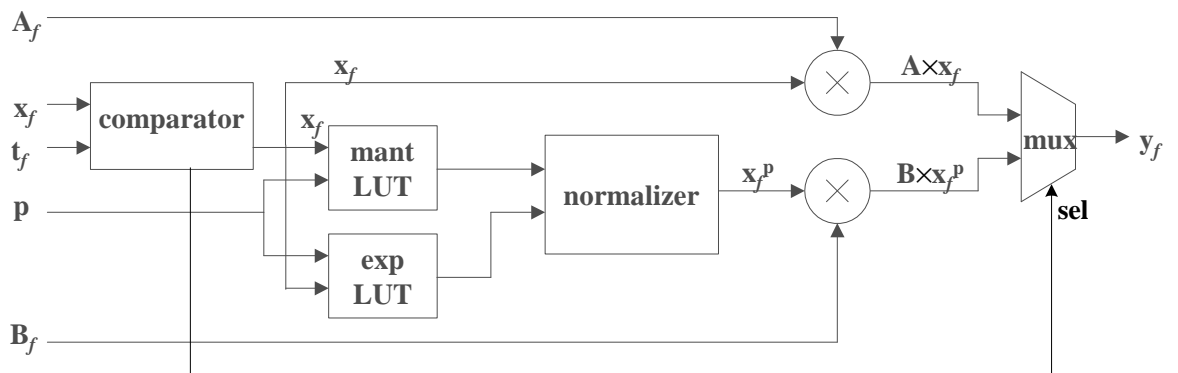 A_f
x_f
t_f
p
B_f
comparator
x_f
x_f
mant
LUT
exp
LUT
normalizer
x_f^p
×
×
A×x_f
B×x_f^p
mux
sel
y_f